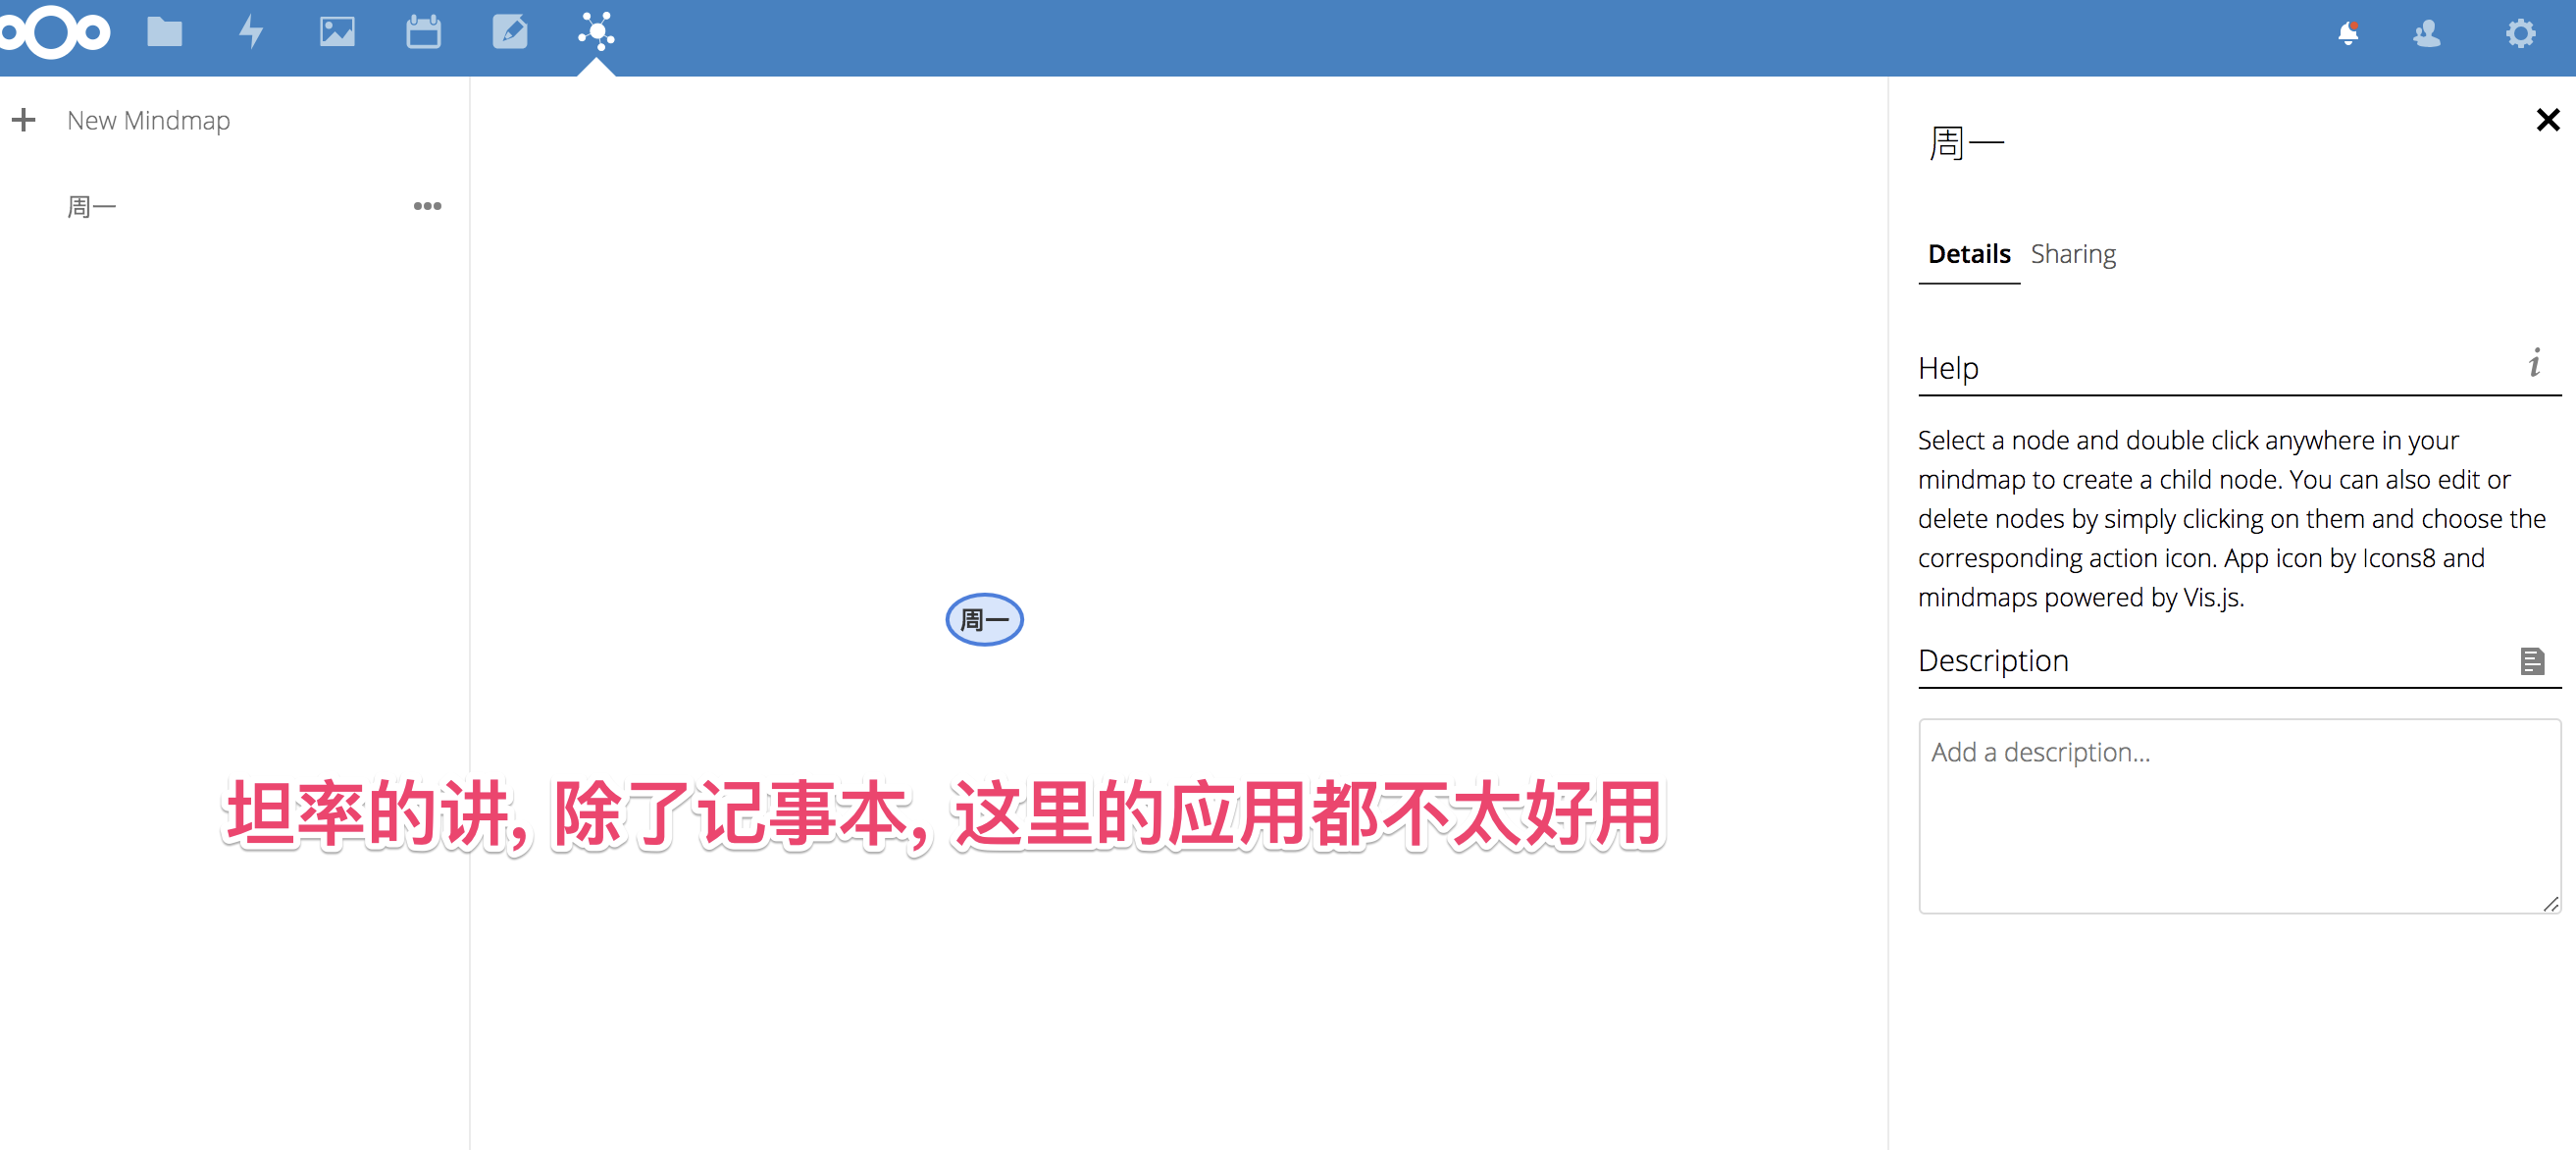 New Mindmap
周一
周一
坦率的讲, 除了记事本, 这里的应用都不太好用
周一
Details Sharing
Help
Select a node and double click anywhere in your
mindmap to create a child node. You can also edit or
delete nodes by simply clicking on them and choose the
corresponding action icon. App icon by Icons8 and
mindmaps powered by Vis.js.
Description
Add a description...